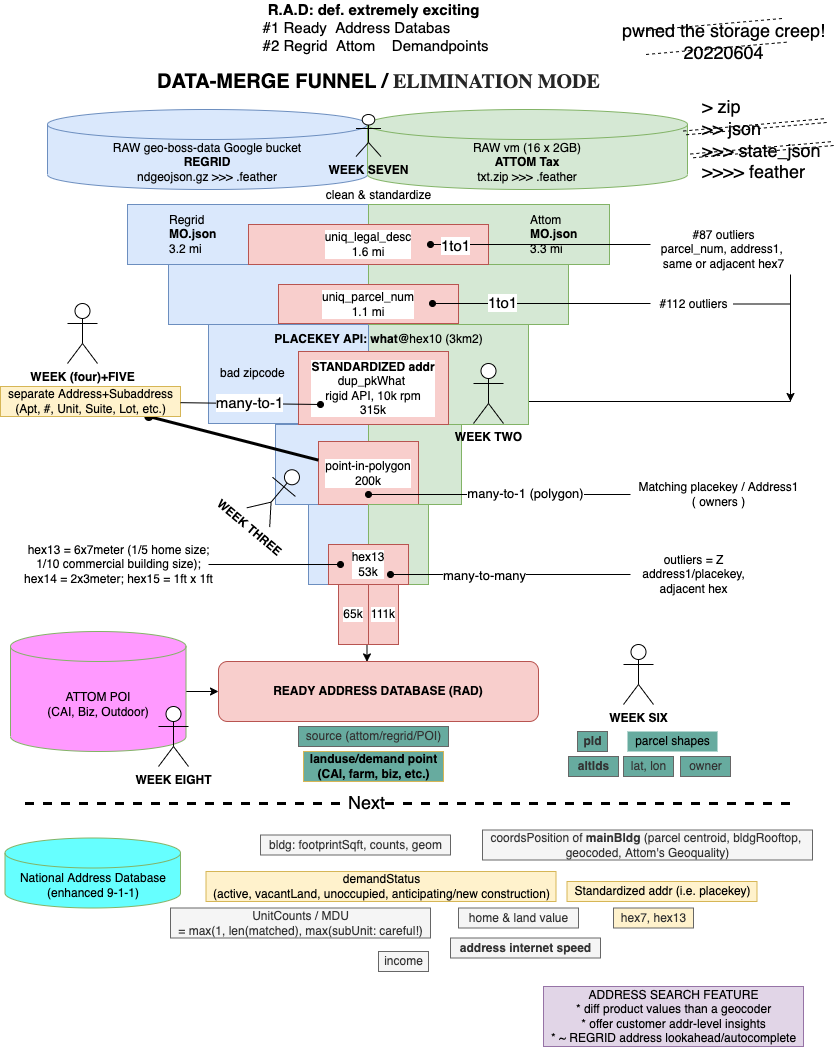 R.A.D: def. extremely exciting
#1 Ready Address Databas
#2 Regrid Attom Demandpoints
pwned the storage creep!
20220604
DATA-MERGE FUNNEL / ELIMINATION MODE
> zip
>> json
>>> state_json
>>>> feather
RAW geo-boss-data Google bucket
REGRID
ndgeojson.gz >>> .feather
WEEK SEVEN
RAW vm (16 x 2GB)
ATTOM Tax
txt.zip >>> .feather
clean & standardize
Regrid
MO.json
3.2 mi
uniq_legal_desc
1.6 mi
1to1
Attom
MO.json
3.3 mi
#87 outliers
parcel_num, address1,
same or adjacent hex7
uniq_parcel_num
1.1 mi
1to1
#112 outliers
PLACEKEY API: what@hex10 (3km2)
WEEK (four)+FIVE
separate Address+Subaddress
(Apt, #, Unit, Suite, Lot, etc.)
bad zipcode
many-to-1
STANDARDIZED addr
dup_pkWhat
rigid API, 10k rpm
315k
WEEK TWO
point-in-polygon
200k
many-to-1 (polygon)
Matching placekey / Address1
( owners )
WEEK THREE
hex13 = 6x7meter (1/5 home size;
1/10 commercial building size);
hex14 = 2x3meter; hex15 = 1ft x 1ft
hex13
53k
many-to-many
outliers = Z
address1/placekey,
adjacent hex
65k
111k
ATTOM POI
(CAI, Biz, Outdoor)
WEEK EIGHT
READY ADDRESS DATABASE (RAD)
WEEK SIX
source (attom/regrid/POI)
landuse/demand point
(CAI, farm, biz, etc.)
pId
parcel shapes
altIds
lat, lon
owner
Next
National Address Database
(enhanced 9-1-1)
bldg: footprintSqft, counts, geom
coordsPosition of mainBldg (parcel centroid, bldgRooftop,
geocoded, Attom's Geoquality)
demandStatus
(active, vacantLand, unoccupied, anticipating/new construction)
Standardized addr (i.e. placekey)
UnitCounts / MDU
= max(1, len(matched), max(subUnit: careful!)
home & land value
hex7, hex13
address internet speed
income
ADDRESS SEARCH FEATURE
* diff product values than a geocoder
* offer customer addr-level insights
* ~ REGRID address lookahead/autocomplete